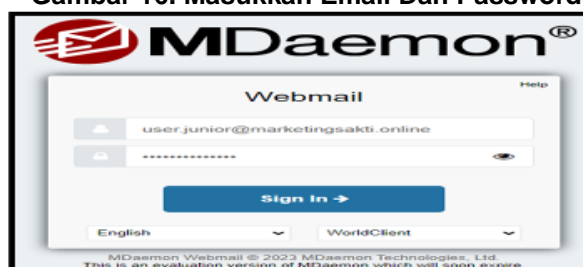 Gambar 10. Masukkan Email Dan Password
MDaemon®
Help
Webmail
user.junior@marketingsakti.online
••••••••••••••
Sign In →
English
WorldClient
MDaemon Webmail © 2023 MDaemon Technologies, Ltd.
This is an evaluation version of MDaemon which will soon expire